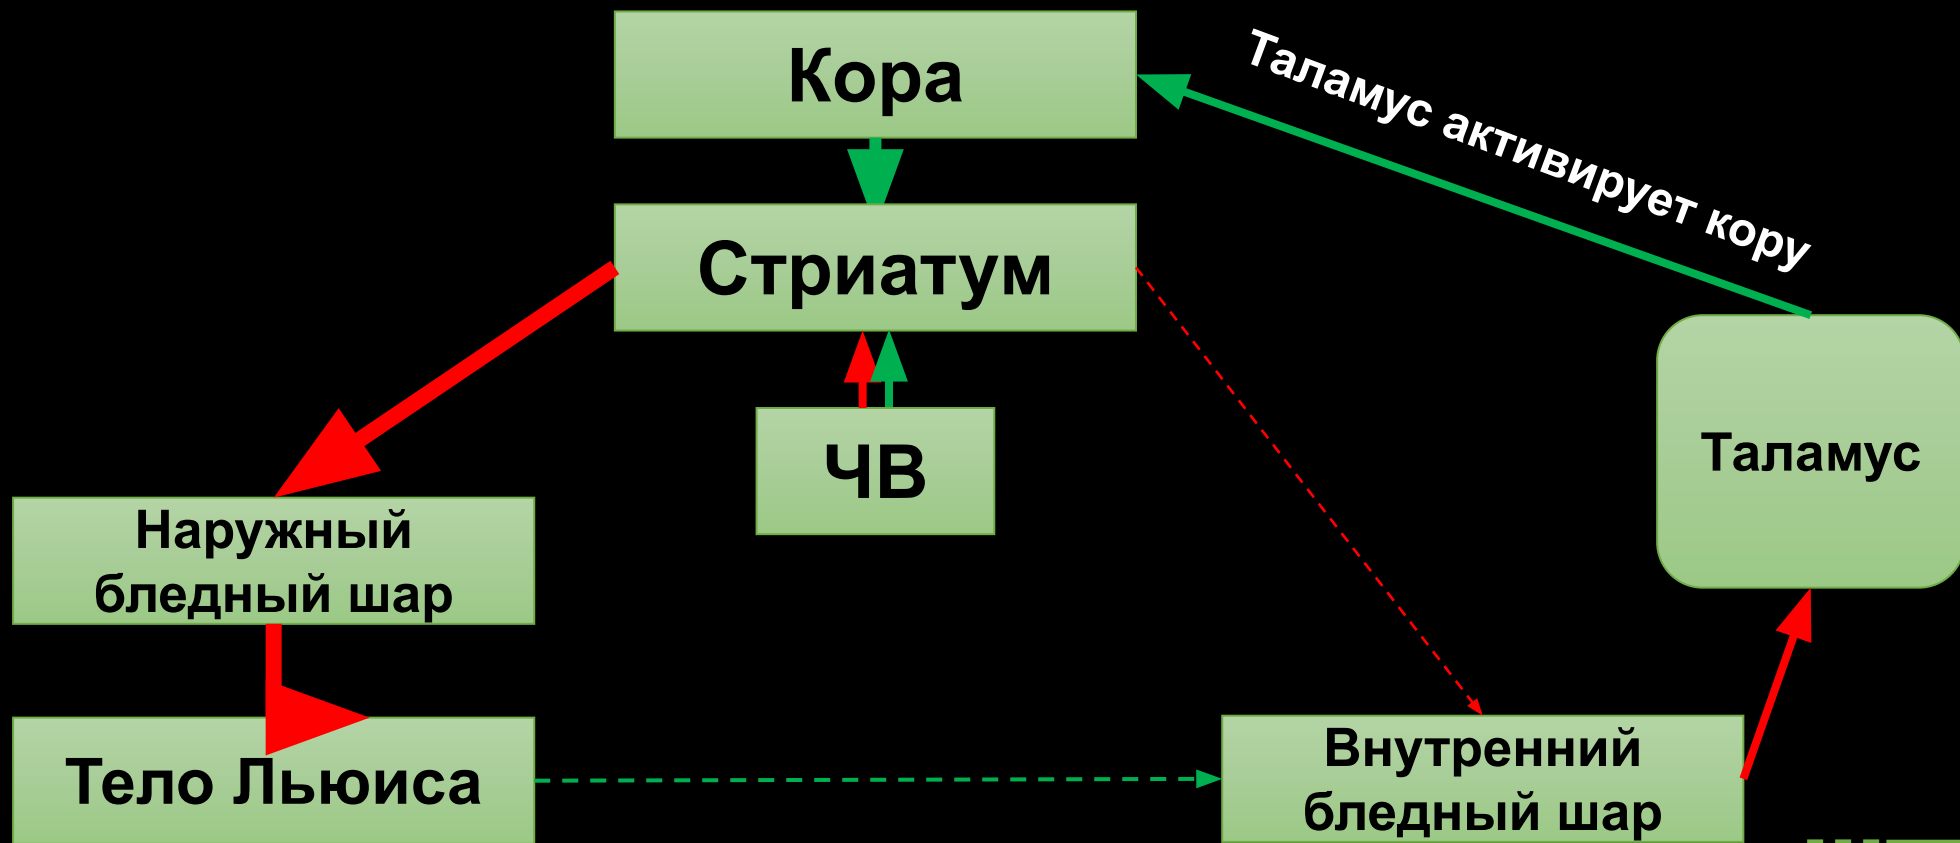 Кора
Таламус активирует кору
Стриатум
Таламус
ЧВ
Наружный
бледный шар
Тело Льюиса
Внутренний
бледный шар